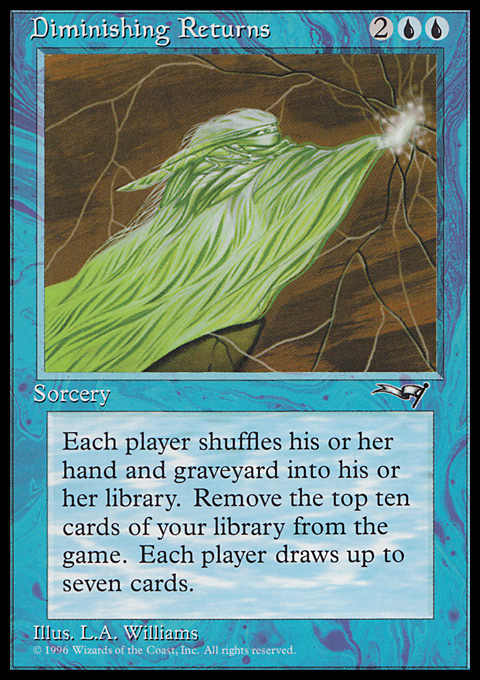 Diminishing Returns 2
Sorcery
Each player shuffles his or her
hand and graveyard into his or
her library. Remove the top ten
cards of your library from the
game. Each player draws up to
seven cards.
Illus. L.A. Williams
© 1996 Wizards of the Coast, Inc. All rights reserved.